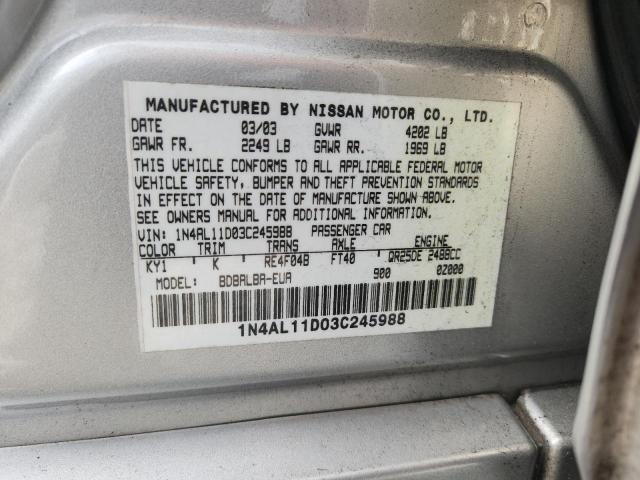 MANUFACTURED BY NISSAN MOTOR CO., LTD.
DATE 03/03 GVWR 4202 LB
GAWR FR. 2249 LB GAWR RR. 1969 LB
THIS VEHICLE CONFORMS TO ALL APPLICABLE FEDERAL MOTOR
VEHICLE SAFETY, BUMPER AND THEFT PREVENTION STANDARDS
IN EFFECT ON THE DATE OF MANUFACTURE SHOWN ABOVE.
SEE OWNERS MANUAL FOR ADDITIONAL INFORMATION.
VIN: 1N4AL11D03C245988 PASSENGER CAR
COLOR TRIM TRANS AXLE ENGINE
KY1 K RE4F04B FT40 QR25DE 2488CC
MODEL: BDBALBA-EUA 900 0Z000
1N4AL11D03C245988